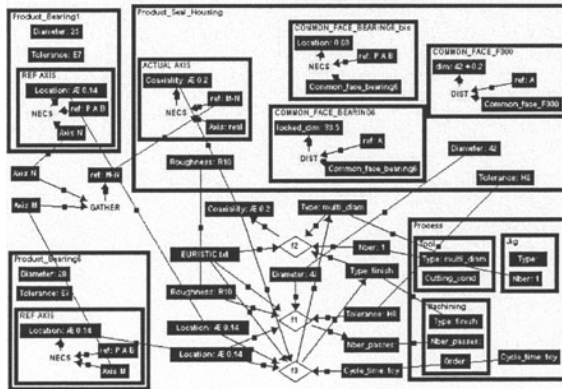 Product_Bearing1
Diameter: 25
Tolerance: E7
REF AXIS
Location: Æ 0.14
NECS
ref: P A B
Axis N
Product_Seal_Housing
ACTUAL AXIS
Coaxiality: Æ 0.2
NECS
ref: M-N
Axis: real
COMMON_FACE_BEARING6_bis
Location: 0.03
NECS
ref: P A B
Common_face_bearing6
COMMON_FACE_F300
dim: 42 + 0.2
ref: A
DIST
Common_face_F300
COMMON_FACE_BEARING6
locked_dim: 73.5
ref: A
DIST
Common_face_bearing6
Roughness: R10
Diameter: 42
Tolerance: H8
Axis N
ref: M-N
Axis M
GATHER
Coaxiality: Æ 0.2
Type: multi_diam
EURISTIC
f2
Nber: 1
Type: finish
Diameter: 42
Roughness: R10
Location: Æ 0.14
f1
Tolerance: H8
Nber_passes
Location: Æ 0.14
f3
Cycle_time: fcy
Process
Tool
Type: multi_diam
Cutting_cond
Jig
Type:
Nber: 1
Machining
Type: finish
Nber_passes:
Order
Cycle_time: fcy
Product_Bearing6
Diameter: 28
Tolerance: E7
REF AXIS
Location: Æ 0.14
NECS
ref: P A B
Axis M